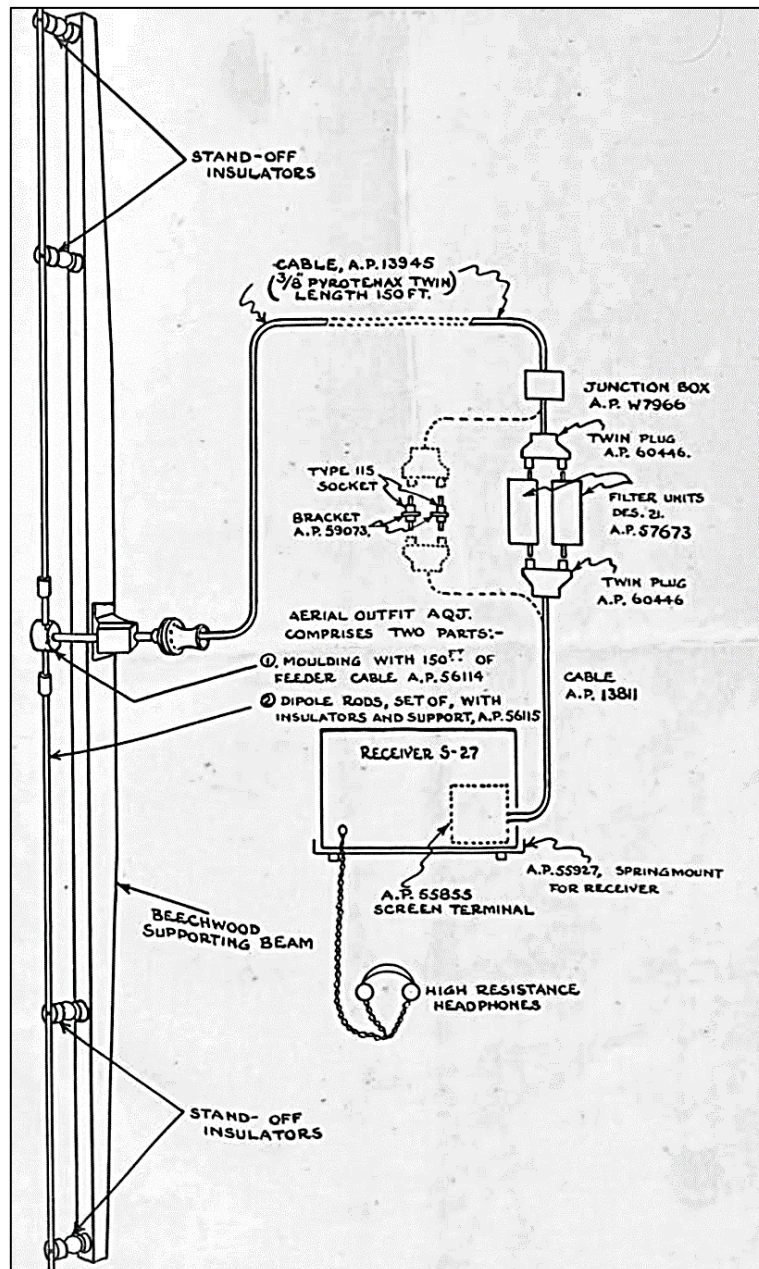 STAND-OFF
INSULATORS
CABLE, A.P.13945
(3/8" PYROTENAX TWIN)
LENGTH 150 FT.
JUNCTION BOX
A.P. W7966
TWIN PLUG
A.P. 60446.
TYPE 115
SOCKET
BRACKET
A.P. 59073.
FILTER UNITS
DES. 21.
A.P. 57673
TWIN PLUG
A.P. 60446
AERIAL OUTFIT AQJ.
COMPRISES TWO PARTS:-
①. MOULDING WITH 150FT. OF
FEEDER CABLE A.P. 56114
② DIPOLE RODS, SET OF, WITH
INSULATORS AND SUPPORT, A.P. 56115
CABLE
A.P. 13811
RECEIVER S-27
A.P. 55927, SPRINGMOUNT
FOR RECEIVER
A.P. 65855
SCREEN TERMINAL
BEECHWOOD
SUPPORTING BEAM
HIGH RESISTANCE
HEADPHONES
STAND-OFF
INSULATORS